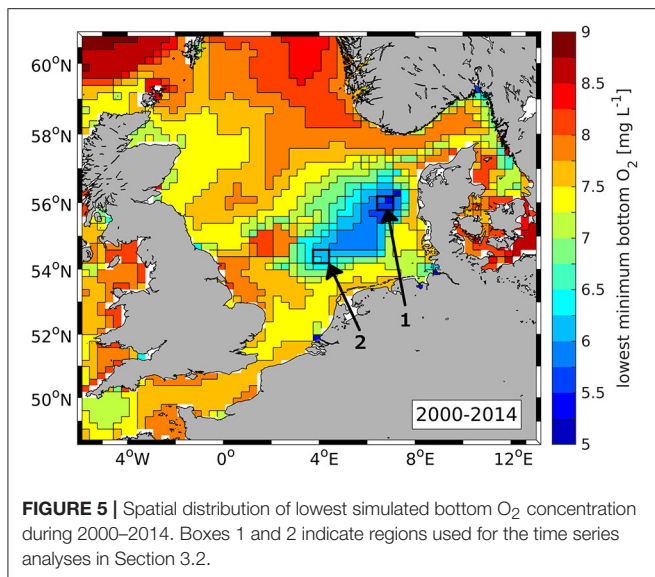 60°N
58°N
56°N
54°N
52°N
50°N
4°W
0°
4°E
8°E
12°E
1
2
2000-2014
9
8.5
8
7.5
7
6.5
6
5.5
5
lowest minimum bottom O₂ [mg L⁻¹]
FIGURE 5 | Spatial distribution of lowest simulated bottom O₂ concentration
during 2000–2014. Boxes 1 and 2 indicate regions used for the time series
analyses in Section 3.2.